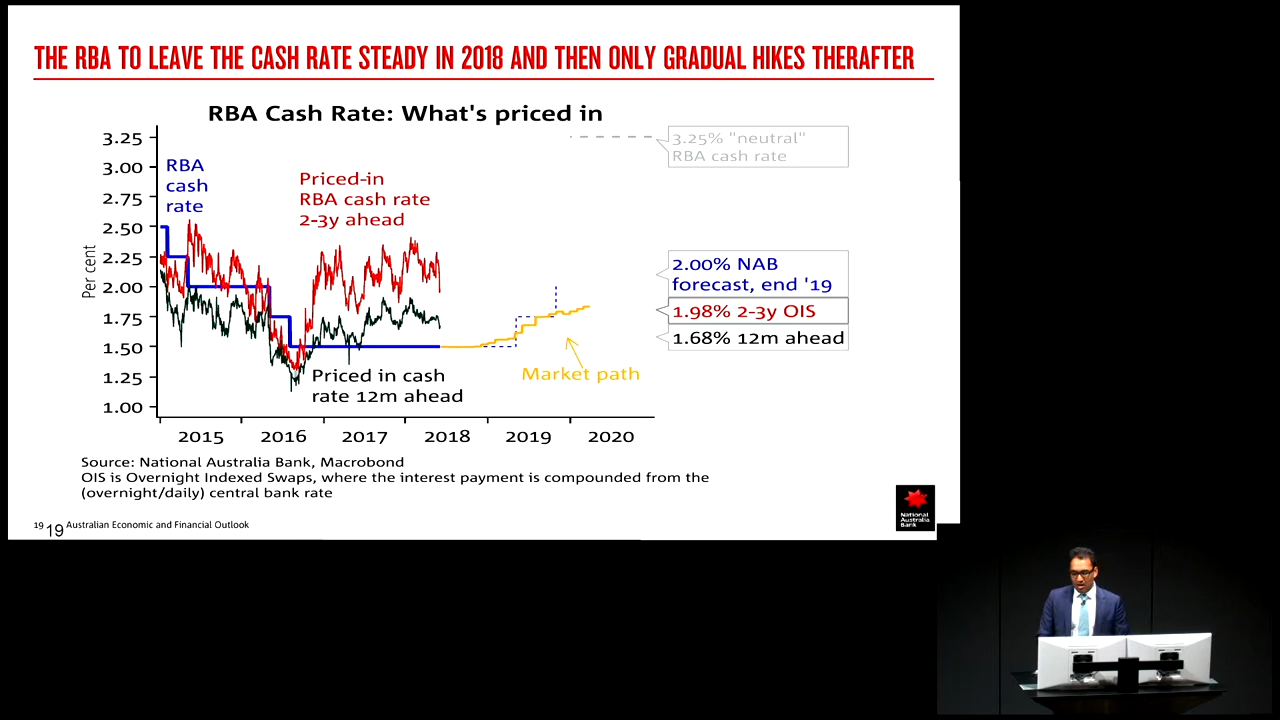 THE RBA TO LEAVE THE CASH RATE STEADY IN 2018 AND THEN ONLY GRADUAL HIKES THERAFTER
RBA Cash Rate: What's priced in
3.25
3.00
2.75
2.50
2.25
2.00
1.75
1.50
1.25
1.00
Per cent
RBA
cash
rate
Priced-in
RBA cash rate
2-3y ahead
Priced in cash
rate 12m ahead
Market path
3.25% "neutral"
RBA cash rate
2.00% NAB
forecast, end '19
1.98% 2-3y OIS
1.68% 12m ahead
2015 2016 2017 2018 2019 2020
Source: National Australia Bank, Macrobond
OIS is Overnight Indexed Swaps, where the interest payment is compounded from the
(overnight/daily) central bank rate
19 19 Australian Economic and Financial Outlook
National
Australia
Bank